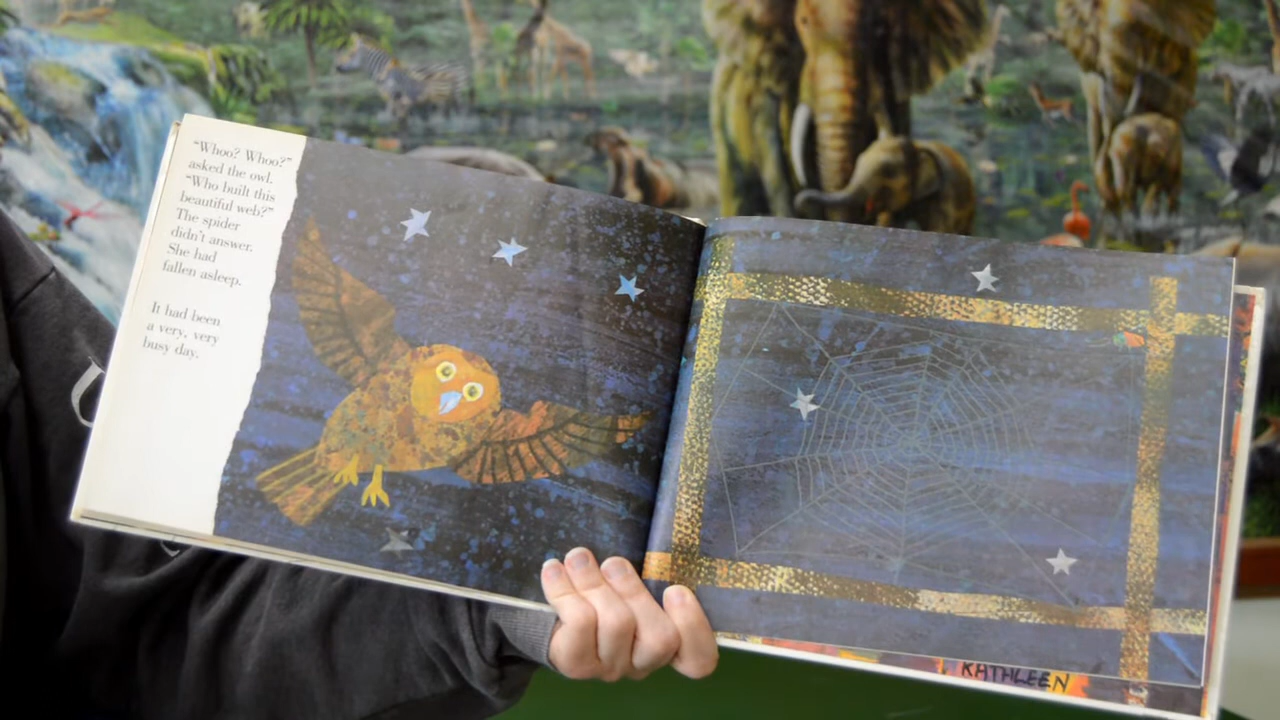 “Whoo? Whoo?”
asked the owl.
“Who built this
beautiful web?”
The spider
didn’t answer.
She had
fallen asleep.
It had been
a very, very
busy day.
KATHLEEN